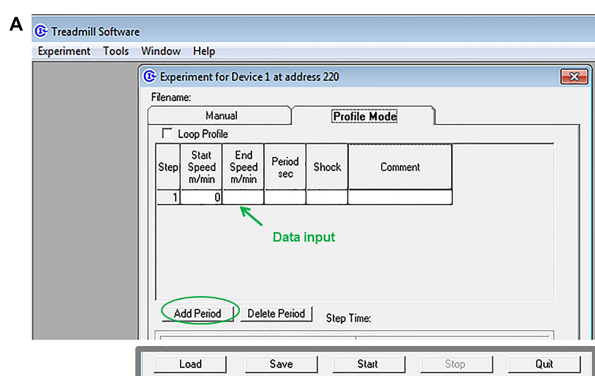 A
Treadmill Software
Experiment Tools Window Help
Experiment for Device 1 at address 220
Filename:
Manual Profile Mode
Loop Profile
Step Start Speed m/min End Speed m/min Period sec Shock Comment
1 0
Data input
Add Period Delete Period Step Time:
Load Save Start Stop Quit